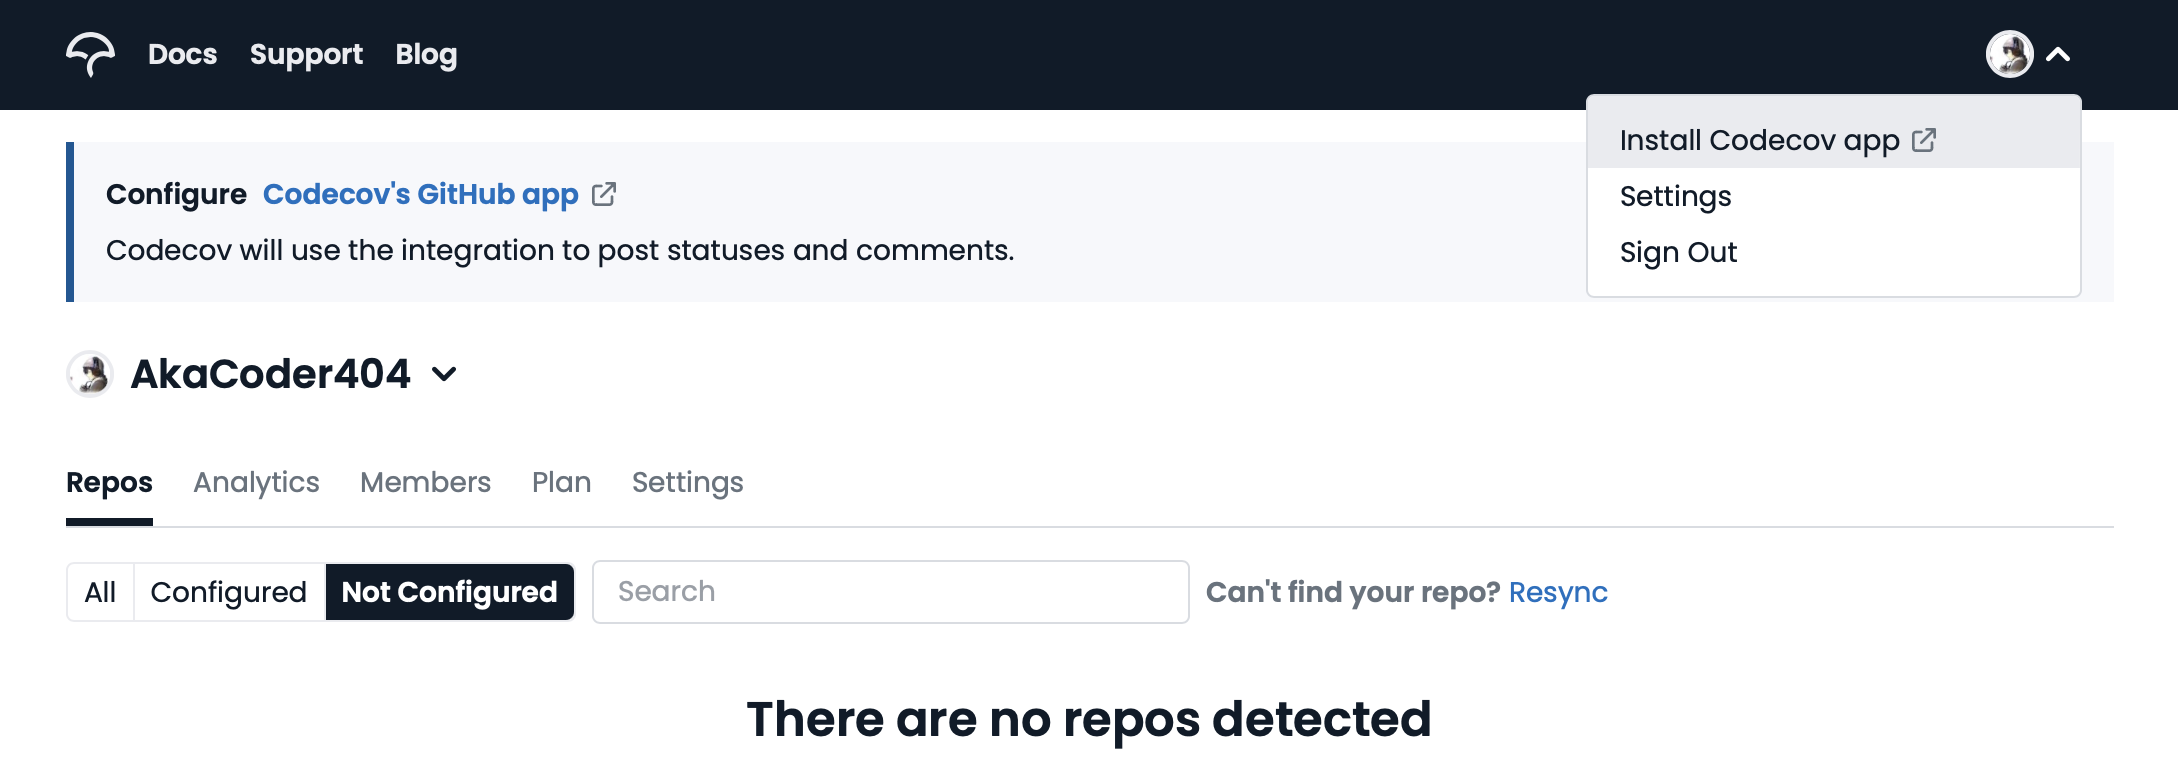 Docs Support Blog
Install Codecov app
Settings
Sign Out
Configure Codecov's GitHub app
Codecov will use the integration to post statuses and comments.
AkaCoder404
Repos Analytics Members Plan Settings
All Configured Not Configured Search Can't find your repo? Resync
There are no repos detected